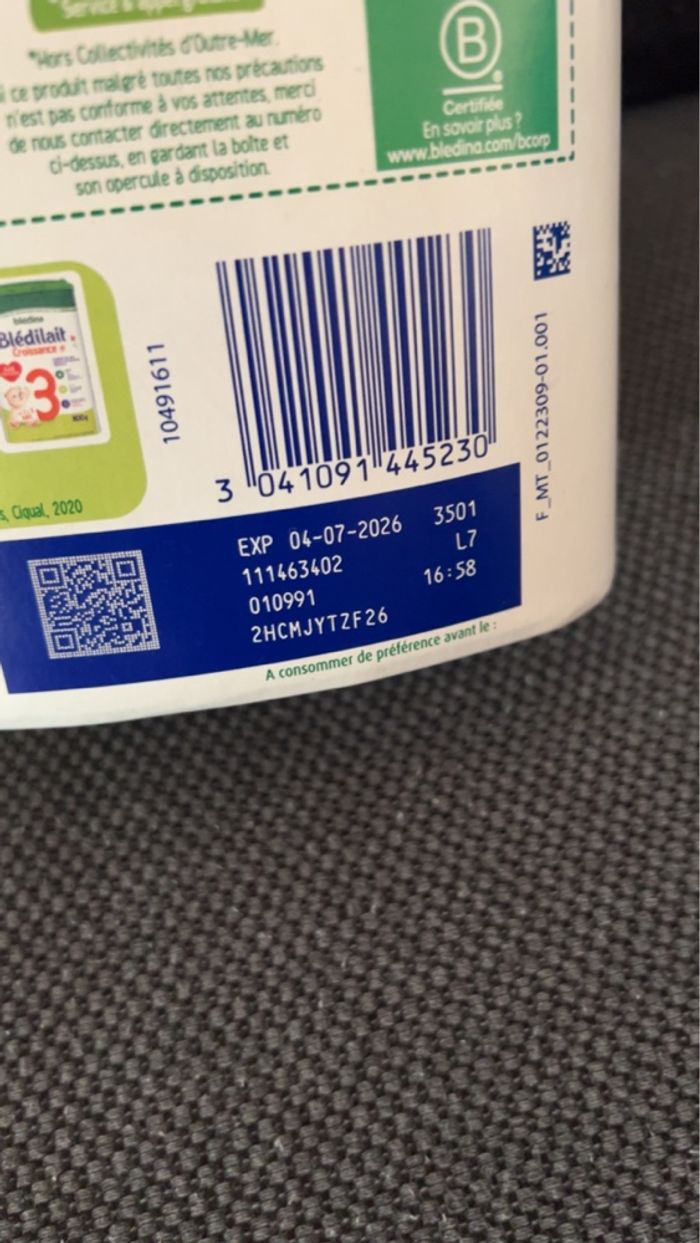 Service &
*Hors Collectivités d'Outre-Mer.
i ce produit malgré toutes nos précautions
n'est pas conforme à vos attentes, merci
de nous contacter directement au numéro
ci-dessus, en gardant la boîte et
son opercule à disposition.
B
Certifiée
En savoir plus ?
www.bledina.com/bcorp
blédina
Blédilait
Croissance +
3
800g
s, Ciqual, 2020
10491611
3 041091 445230
F_MT_0122309-01.001
EXP 04-07-2026 3501
111463402 L7
010991 16:58
2HCMJYTZF26
A consommer de préférence avant le :